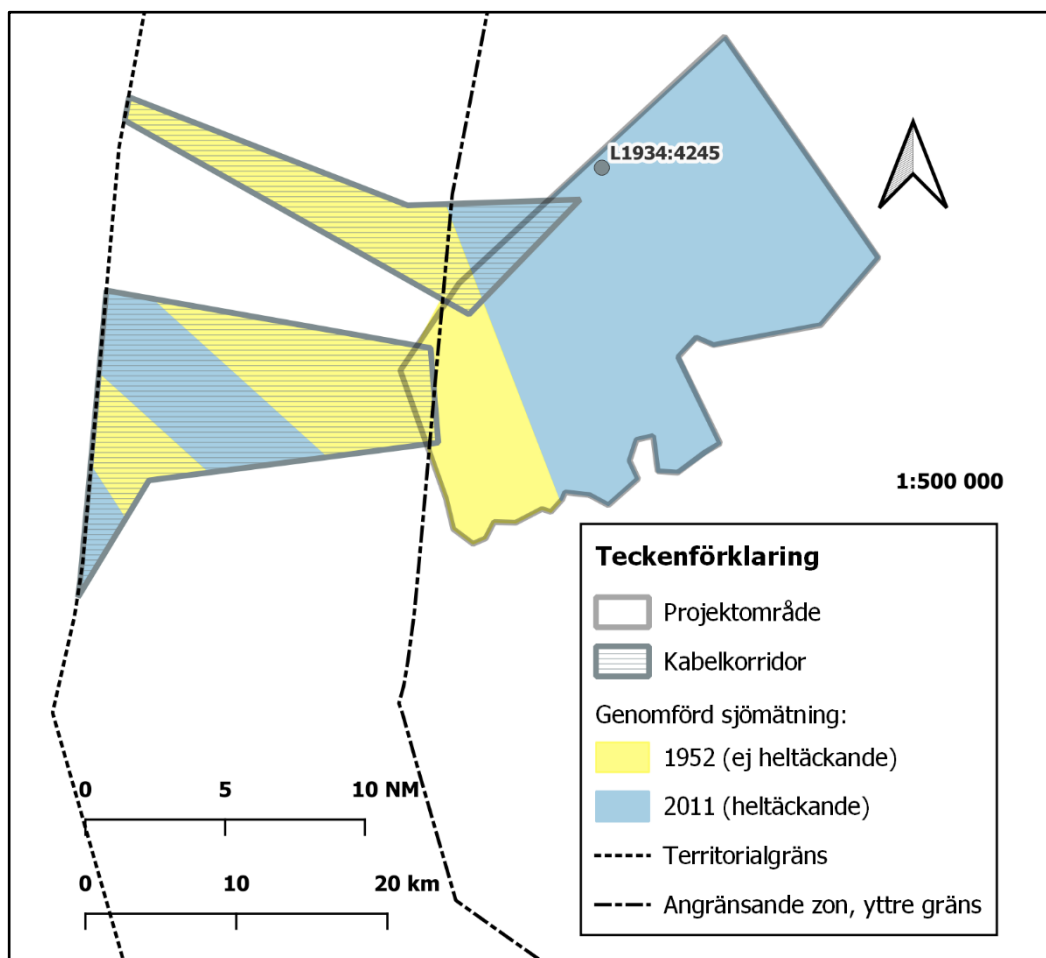 L1934:4245
1:500 000
Teckenförklaring
Projektområde
Kabelkorridor
Genomförd sjömätning:
1952 (ej heltäckande)
2011 (heltäckande)
Territorialgräns
Angränsande zon, yttre gräns
0 5 10 NM
0 10 20 km